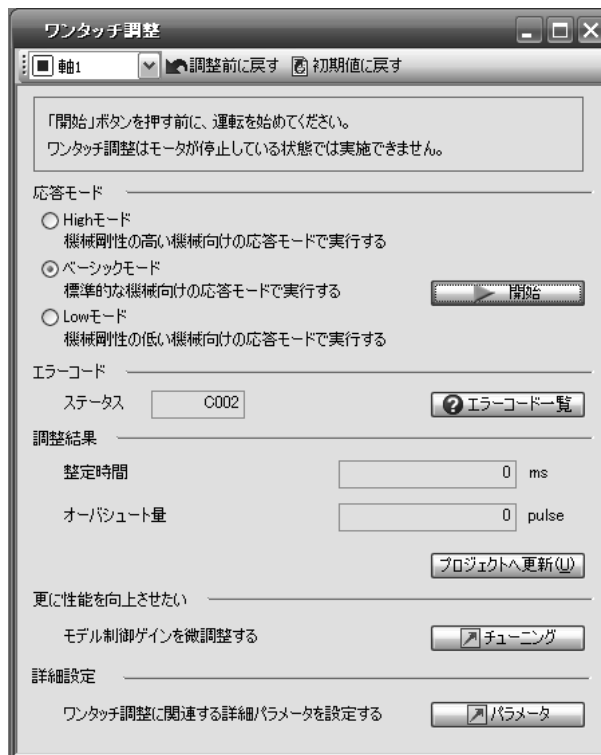 ワンタッチ調整
軸1 調整前に戻す 初期値に戻す
「開始」ボタンを押す前に、運転を始めてください。
ワンタッチ調整はモータが停止している状態では実施できません。
応答モード
Highモード
機械剛性の高い機械向けの応答モードで実行する
ベーシックモード
標準的な機械向けの応答モードで実行する
開始
Lowモード
機械剛性の低い機械向けの応答モードで実行する
エラーコード
ステータス C002 エラーコード一覧
調整結果
整定時間 0 ms
オーバシュート量 0 pulse
プロジェクトへ更新(U)
更に性能を向上させたい
モデル制御ゲインを微調整する チューニング
詳細設定
ワンタッチ調整に関連する詳細パラメータを設定する パラメータ